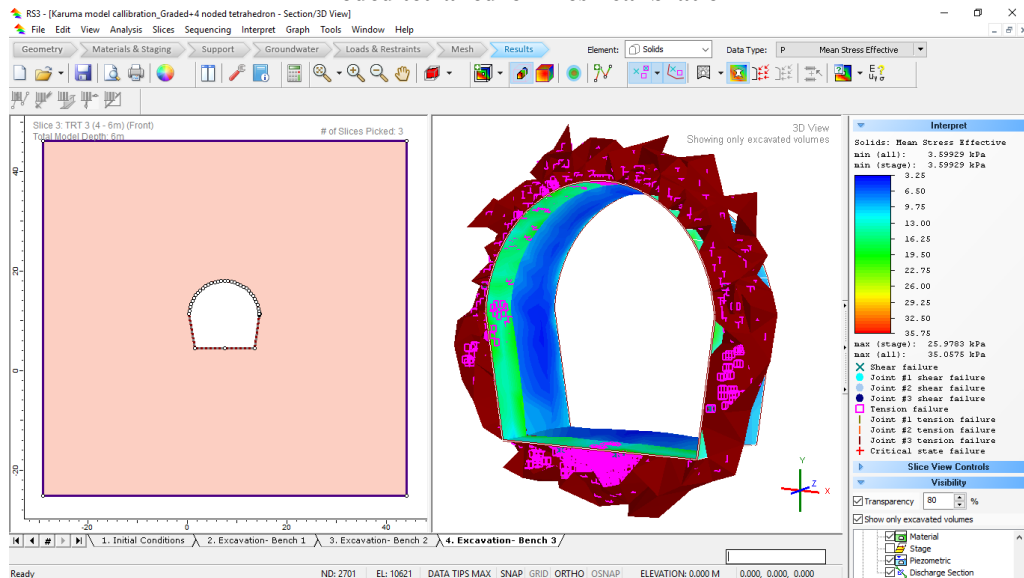 RS3 - [Karuma model callibration_Graded+4 noded tetrahedron - Section/3D View]
File Edit View Analysis Slices Sequencing Interpret Graph Tools Window Help
Geometry Materials & Staging Support Groundwater Loads & Restraints Mesh Results Element: Solids Data Type: P Mean Stress Effective
Slice 3: TRT 3 (4 - 6m) (Front)
Total Model Depth: 6m
# of Slices Picked: 3
40
20
0
-20
-20 0 20 40
3D View
Showing only excavated volumes
Y
Z
X
Interpret
Solids: Mean Stress Effective
min (all): 3.59929 kPa
min (stage): 3.59929 kPa
3.25
6.50
9.75
13.00
16.25
19.50
22.75
26.00
29.25
32.50
35.75
max (stage): 25.9783 kPa
max (all): 35.0575 kPa
Shear failure
Joint #1 shear failure
Joint #2 shear failure
Joint #3 shear failure
Tension failure
Joint #1 tension failure
Joint #2 tension failure
Joint #3 tension failure
Critical state failure
Slice View Controls
Visibility
Transparency 80 %
Show only excavated volumes
Material
Stage
Piezometric
Discharge Section
# 1. Initial Conditions 2. Excavation- Bench 1 3. Excavation- Bench 2 4. Excavation- Bench 3
Ready ND: 2701 EL: 10621 DATA TIPS MAX SNAP GRID ORTHO OSNAP ELEVATION: 0.000 M 0.000, 0.000, 0.000